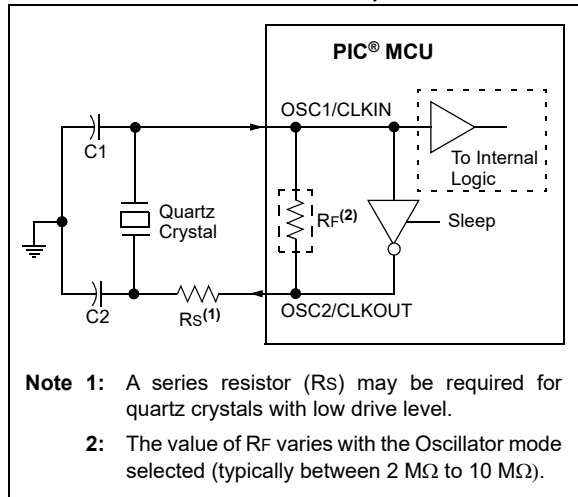 PIC® MCU
OSC1/CLKIN
C1
To Internal
Logic
Quartz
Crystal
RF(2)
Sleep
C2
RS(1)
OSC2/CLKOUT
Note 1: A series resistor (RS) may be required for
quartz crystals with low drive level.
2: The value of RF varies with the Oscillator mode
selected (typically between 2 MΩ to 10 MΩ).